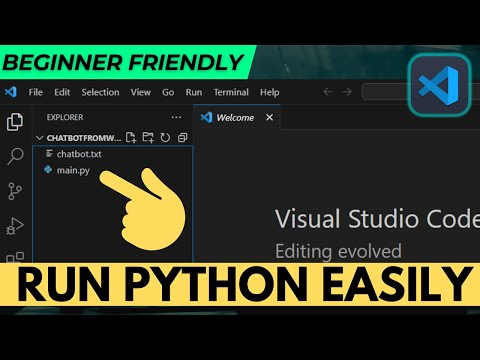 BEGINNER FRIENDLY
File Edit Selection View Go Run Terminal Help
EXPLORER
Welcome
CHATBOTFROMW...
chatbot.txt
main.py
Visual Studio Code
Editing evolved
RUN PYTHON EASILY